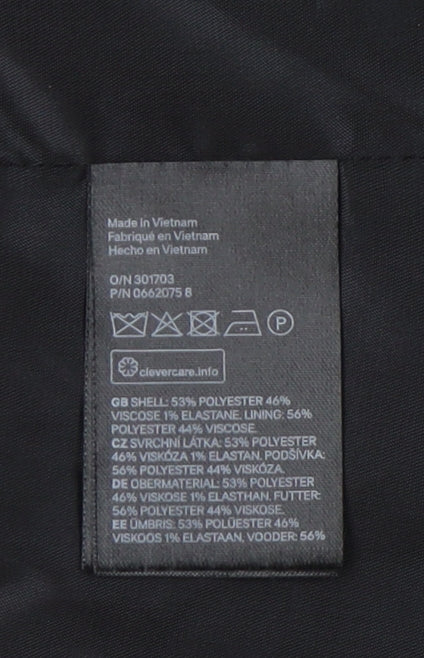 Made in Vietnam
Fabriqué en Vietnam
Hecho en Vietnam
O/N 301703
P/N 0662075 8
P
clevercare.info
GB SHELL: 53% POLYESTER 46%
VISCOSE 1% ELASTANE. LINING: 56%
POLYESTER 44% VISCOSE.
CZ SVRCHNÍ LÁTKA: 53% POLYESTER
46% VISKÓZA 1% ELASTAN. PODŠÍVKA:
56% POLYESTER 44% VISKÓZA.
DE OBERMATERIAL: 53% POLYESTER
46% VISKOSE 1% ELASTHAN. FUTTER:
56% POLYESTER 44% VISKOSE.
EE ÜMBRIS: 53% POLÜESTER 46%
VISKOOS 1% ELASTAAN, VOODER: 56%